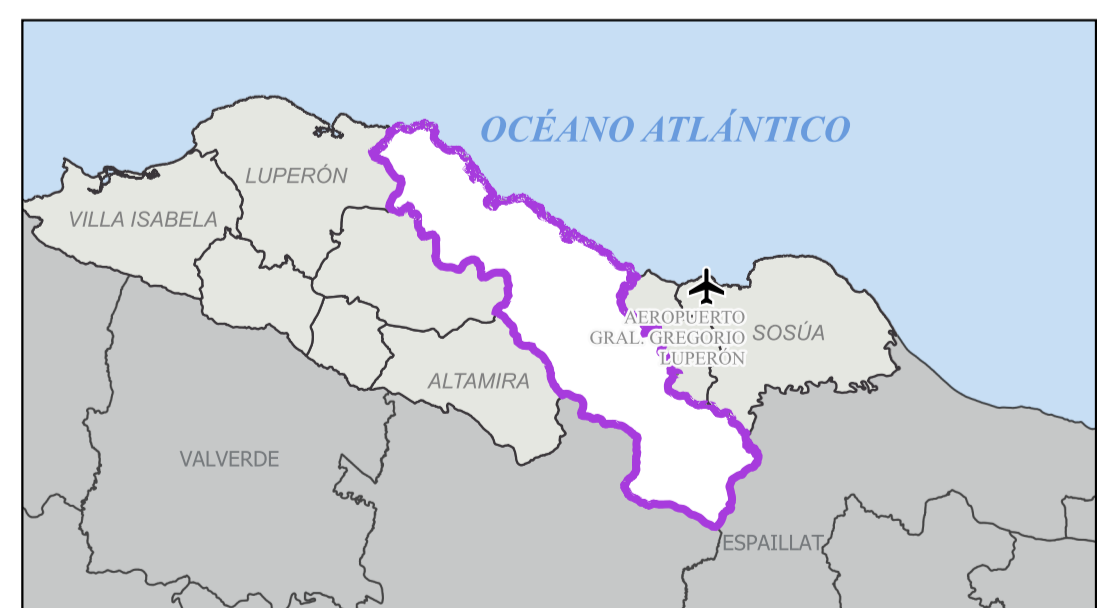 OCÉANO ATLÁNTICO
LUPERÓN
VILLA ISABELA
AEROPUERTO
GRAL. GREGORIO
LUPERÓN
SOSÚA
ALTAMIRA
VALVERDE
ESPAILLAT